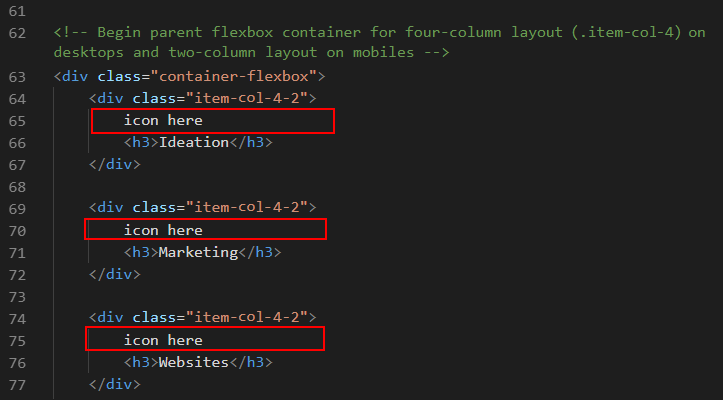 61
62 <!-- Begin parent flexbox container for four-column layout (.item-col-4) on
desktops and two-column layout on mobiles -->
63 <div class="container-flexbox">
64 <div class="item-col-4-2">
65 icon here
66 <h3>Ideation</h3>
67 </div>
68
69 <div class="item-col-4-2">
70 icon here
71 <h3>Marketing</h3>
72 </div>
73
74 <div class="item-col-4-2">
75 icon here
76 <h3>Websites</h3>
77 </div>